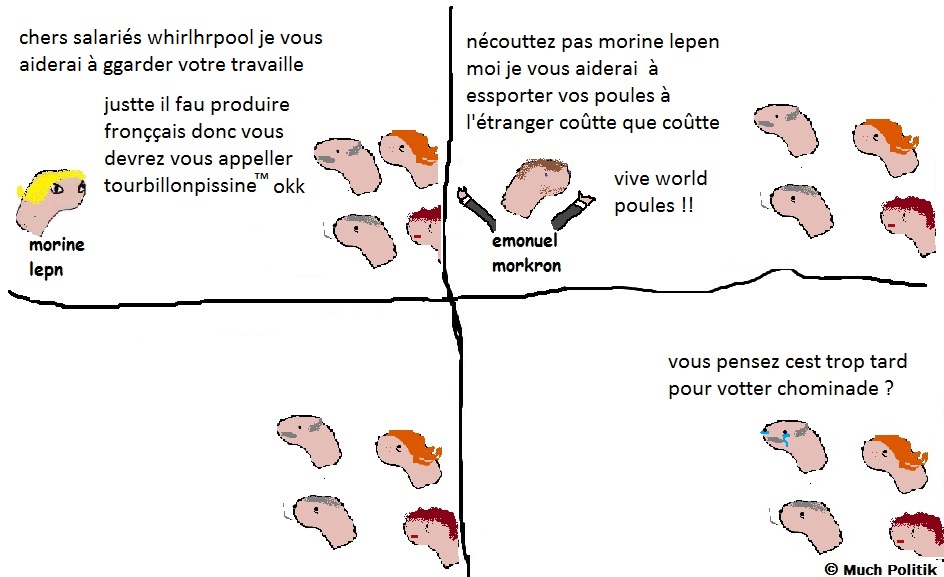 chers salariés whirlhrpool je vous
aiderai à ggarder votre travaille
justte il fau produire
fronççais donc vous
devrez vous appeller
tourbillonpissine™ okk
morine
lepn
nécouttez pas morine lepen
moi je vous aiderai à
essporter vos poules à
l'étranger coûtte que coûtte
vive world
poules !!
emonuel
morkron
vous pensez cest trop tard
pour votter chominade ?
© Much Politik